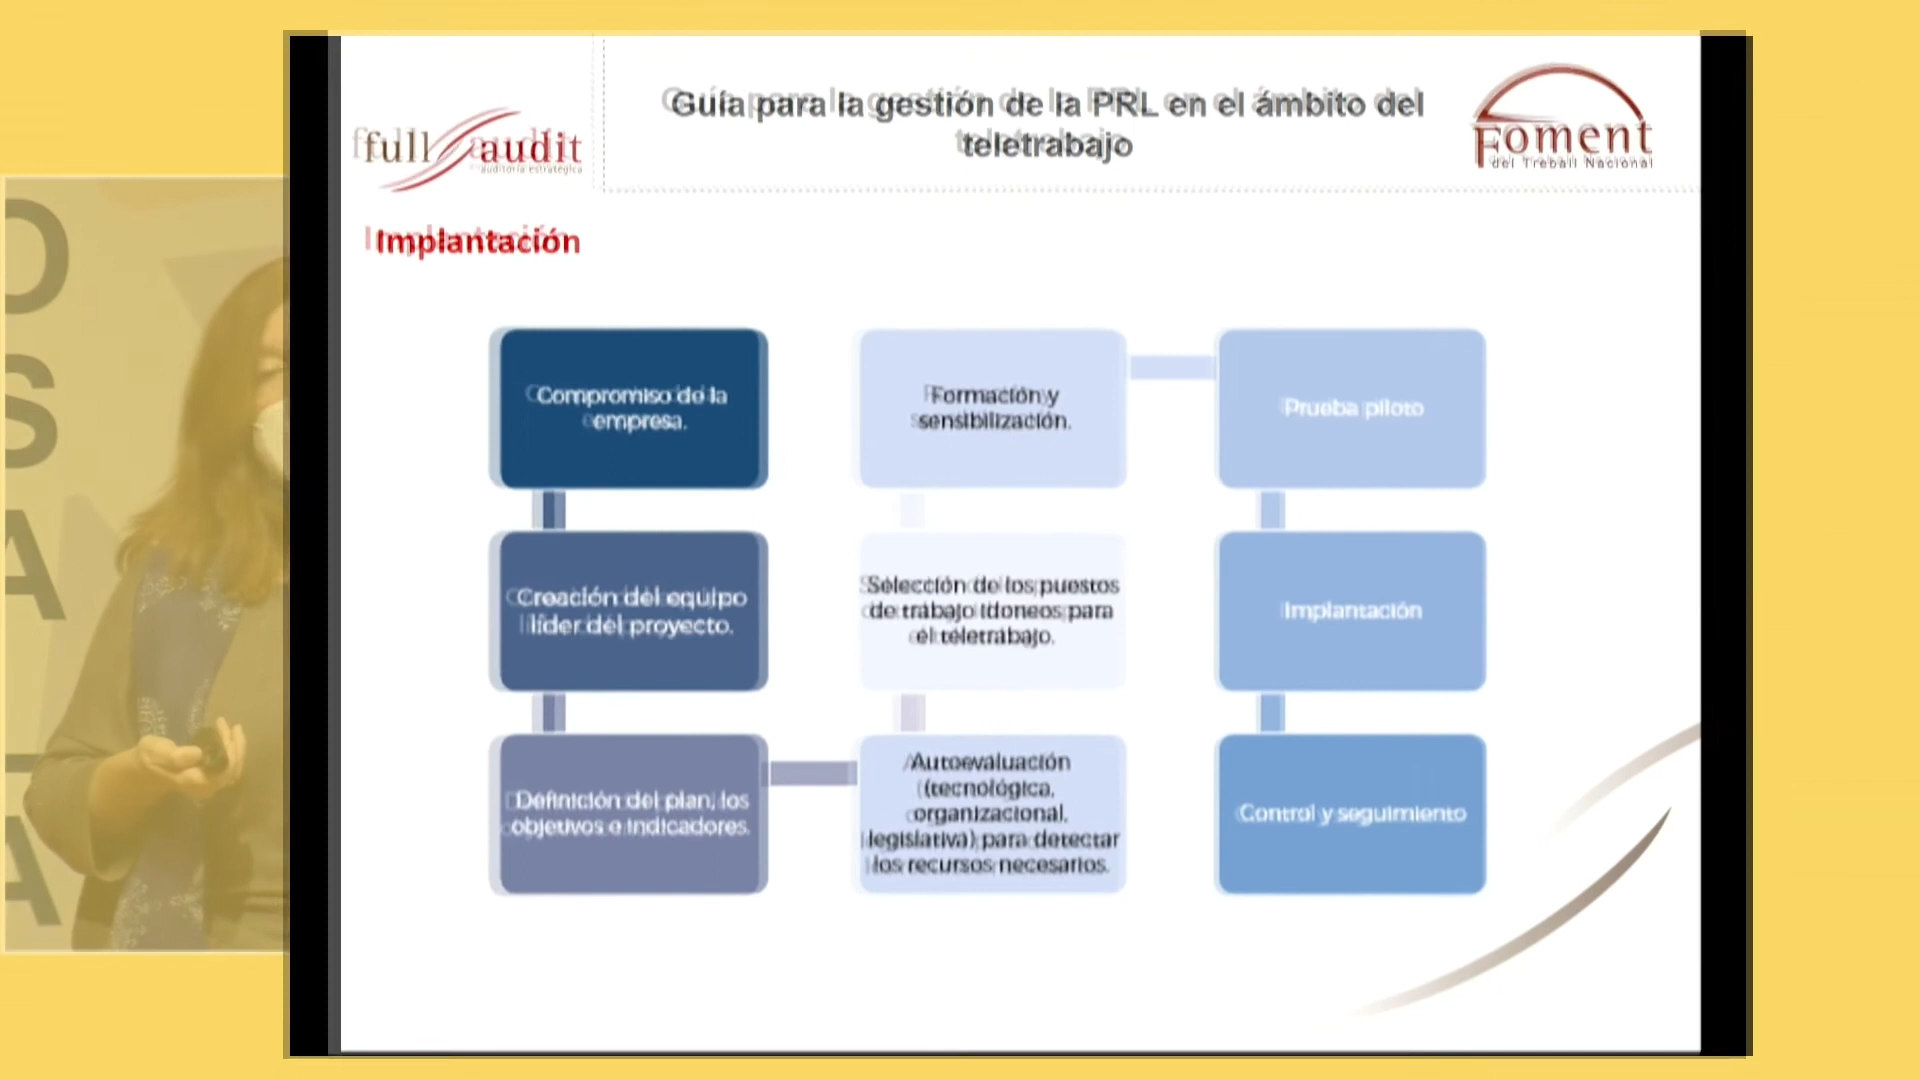 Guía para la gestión de la PRL en el ámbito del
teletrabajo
full audit
auditoría estratégica
Foment
del Treball Nacional
Implantación
Compromiso de la
empresa.
Creación del equipo
líder del proyecto.
Definición del plan, los
objetivos e indicadores.
Formación y
sensibilización.
Selección de los puestos
de trabajo idoneos para
el teletrabajo.
Autoevaluación
(tecnológica,
organizacional,
legislativa) para detectar
los recursos necesarios.
Prueba piloto
Implantación
Control y seguimiento
O
S
A
A